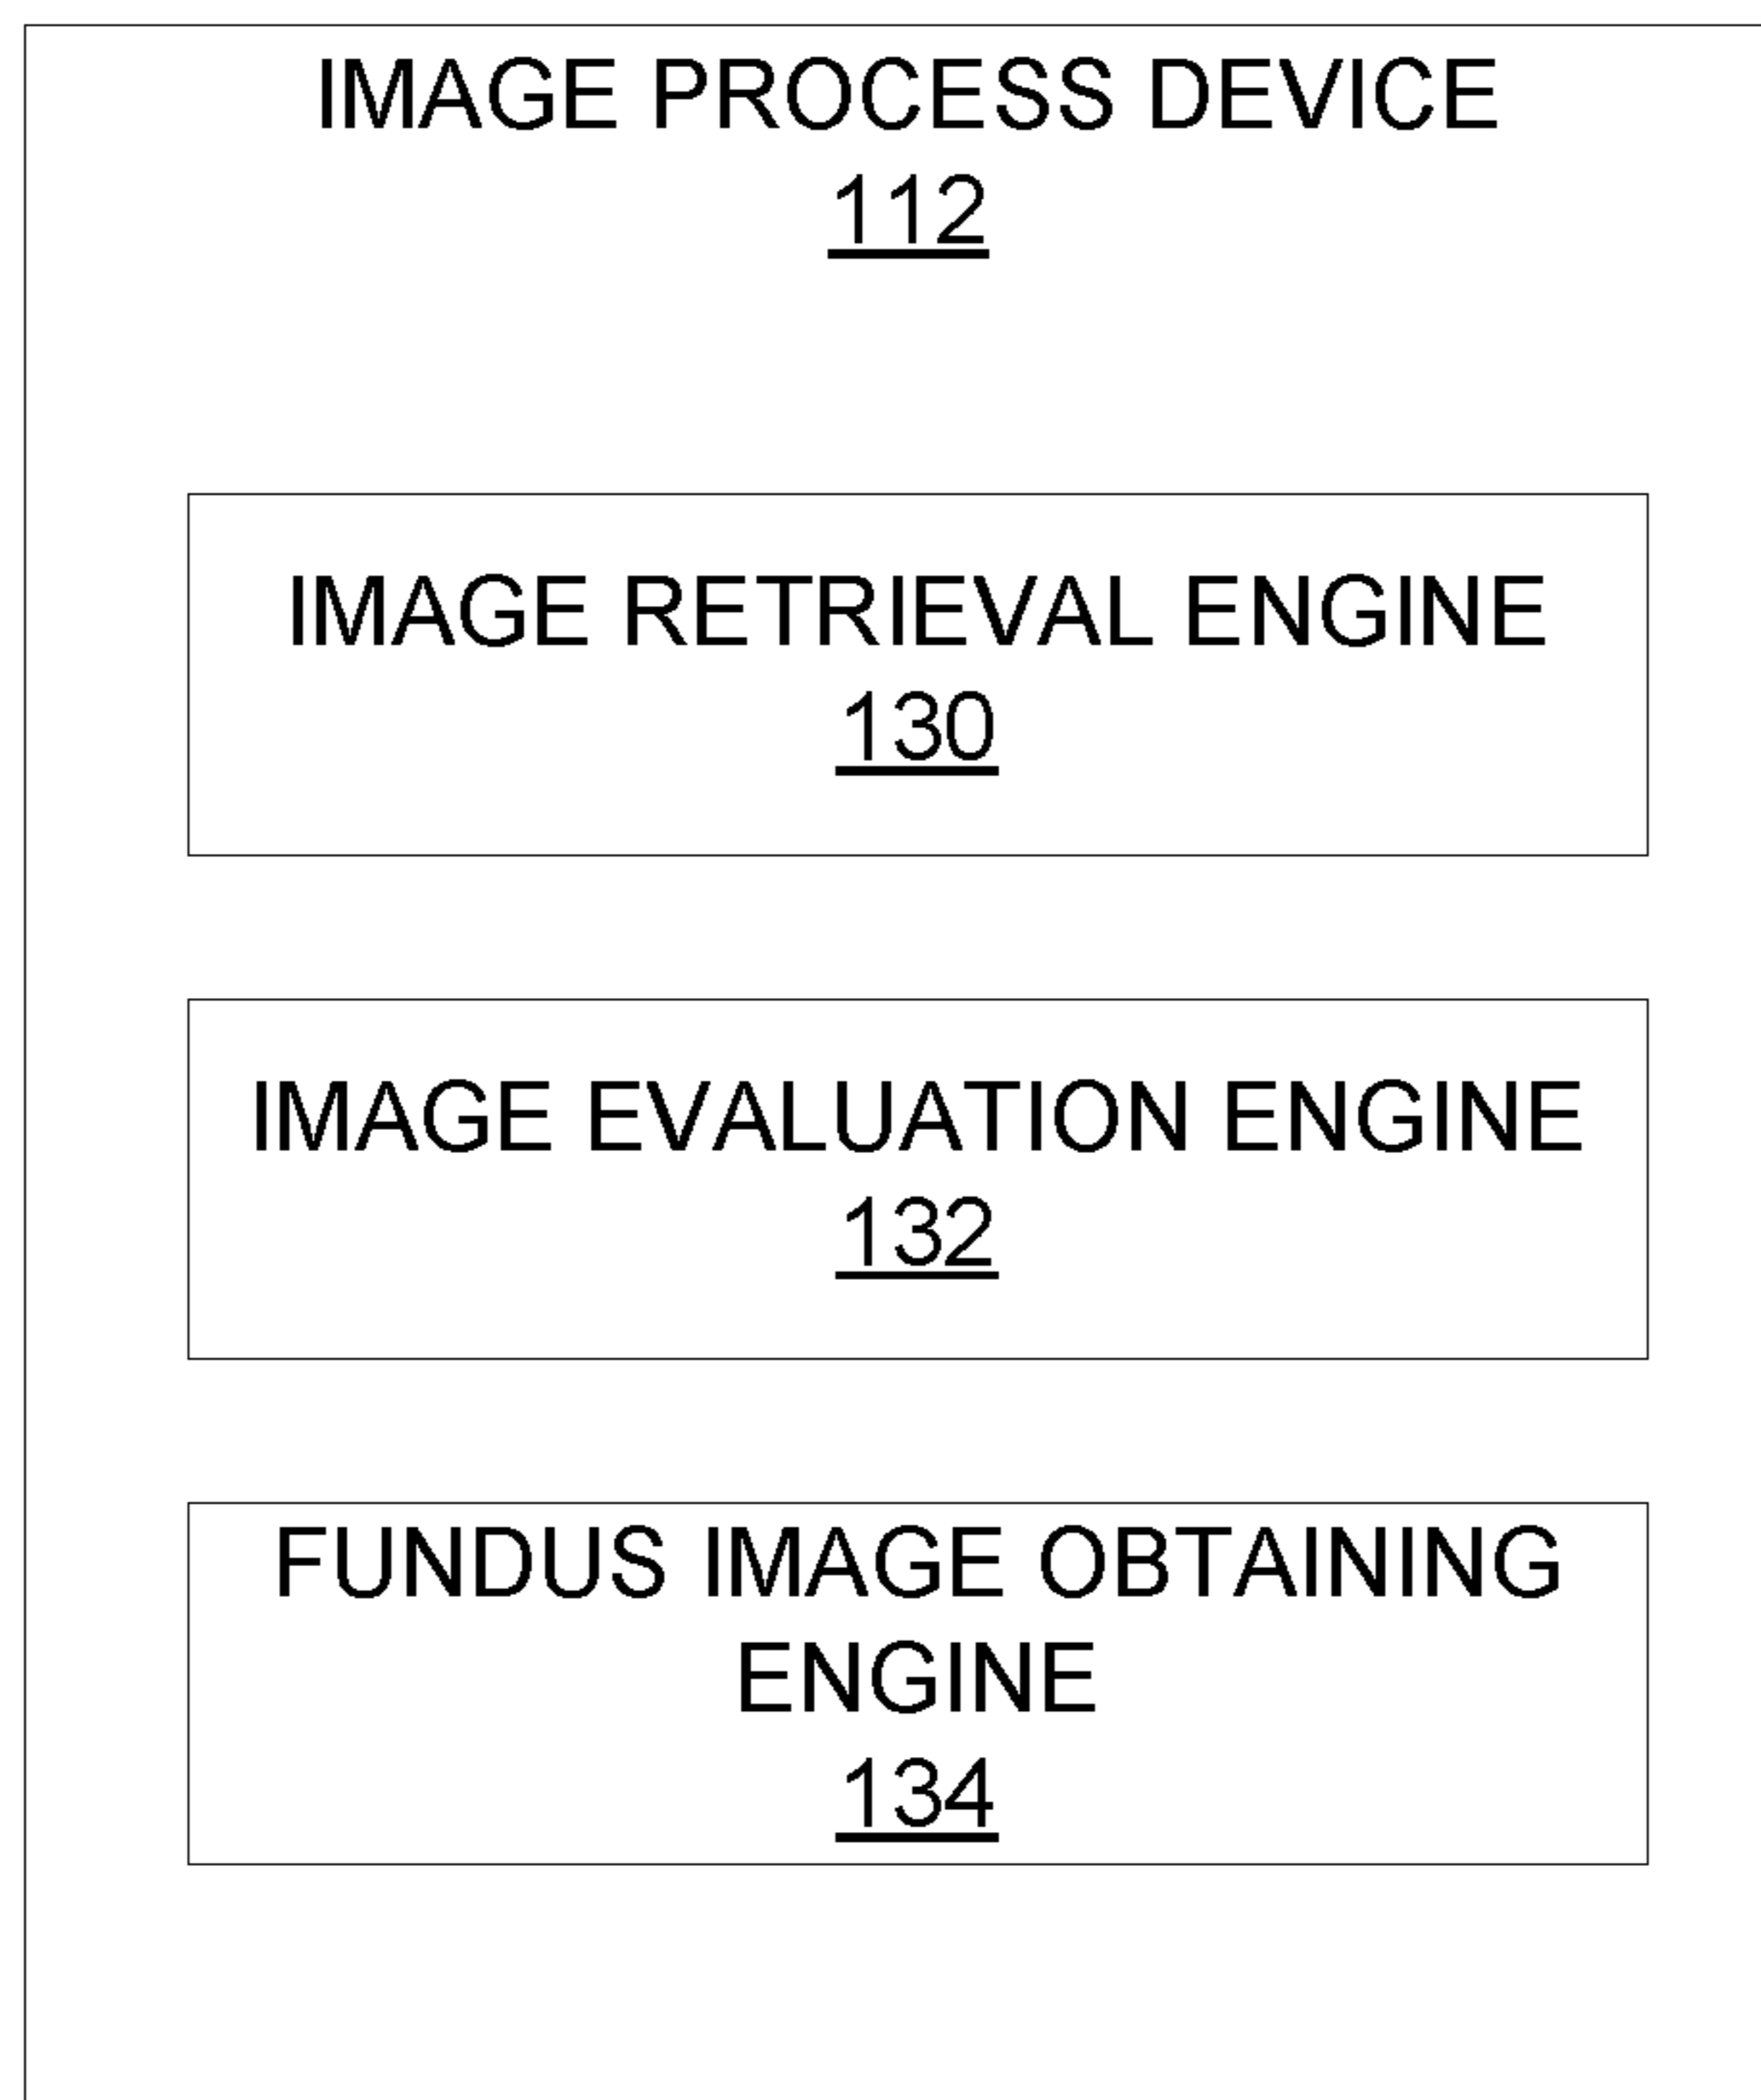 IMAGE PROCESS DEVICE
112
IMAGE RETRIEVAL ENGINE
130
IMAGE EVALUATION ENGINE
132
FUNDUS IMAGE OBTAINING
ENGINE
134